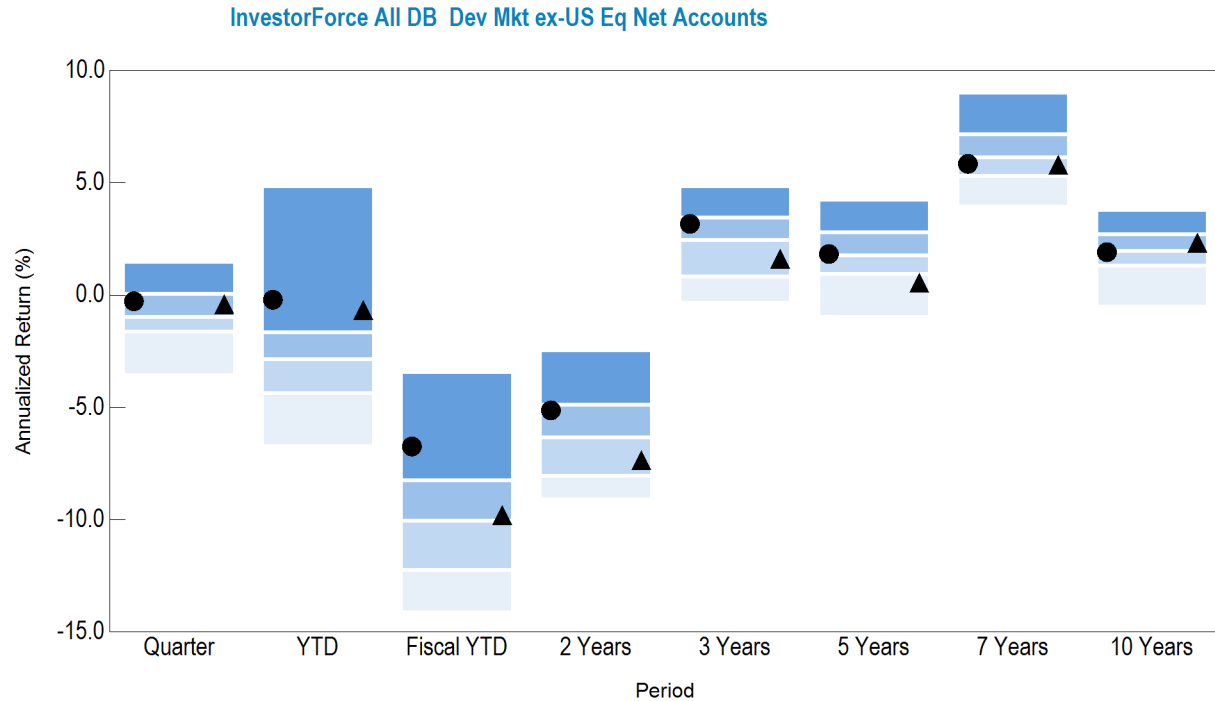 InvestorForce All DB  Dev Mkt ex-US Eq Net Accounts
10.0
5.0
0.0
-5.0
-10.0
-15.0
Annualized Return (%)
Quarter YTD Fiscal YTD 2 Years 3 Years 5 Years 7 Years 10 Years
Period